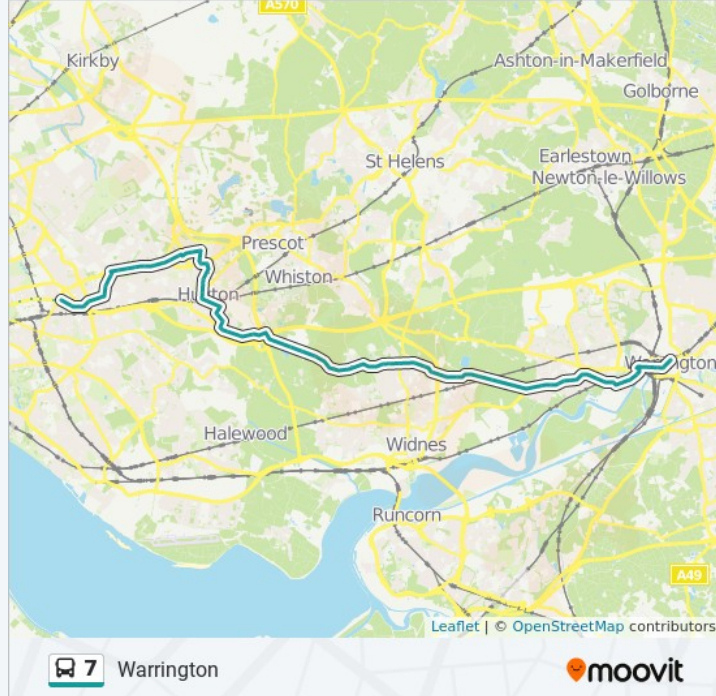 A570
Kirkby
Ashton-in-Makerfield
Golborne
St Helens
Earlestown
Newton-le-Willows
Prescot
Whiston
Huyton
Warrington
Halewood
Widnes
Runcorn
A49
Leaflet | © OpenStreetMap contributors
7 Warrington
moovit